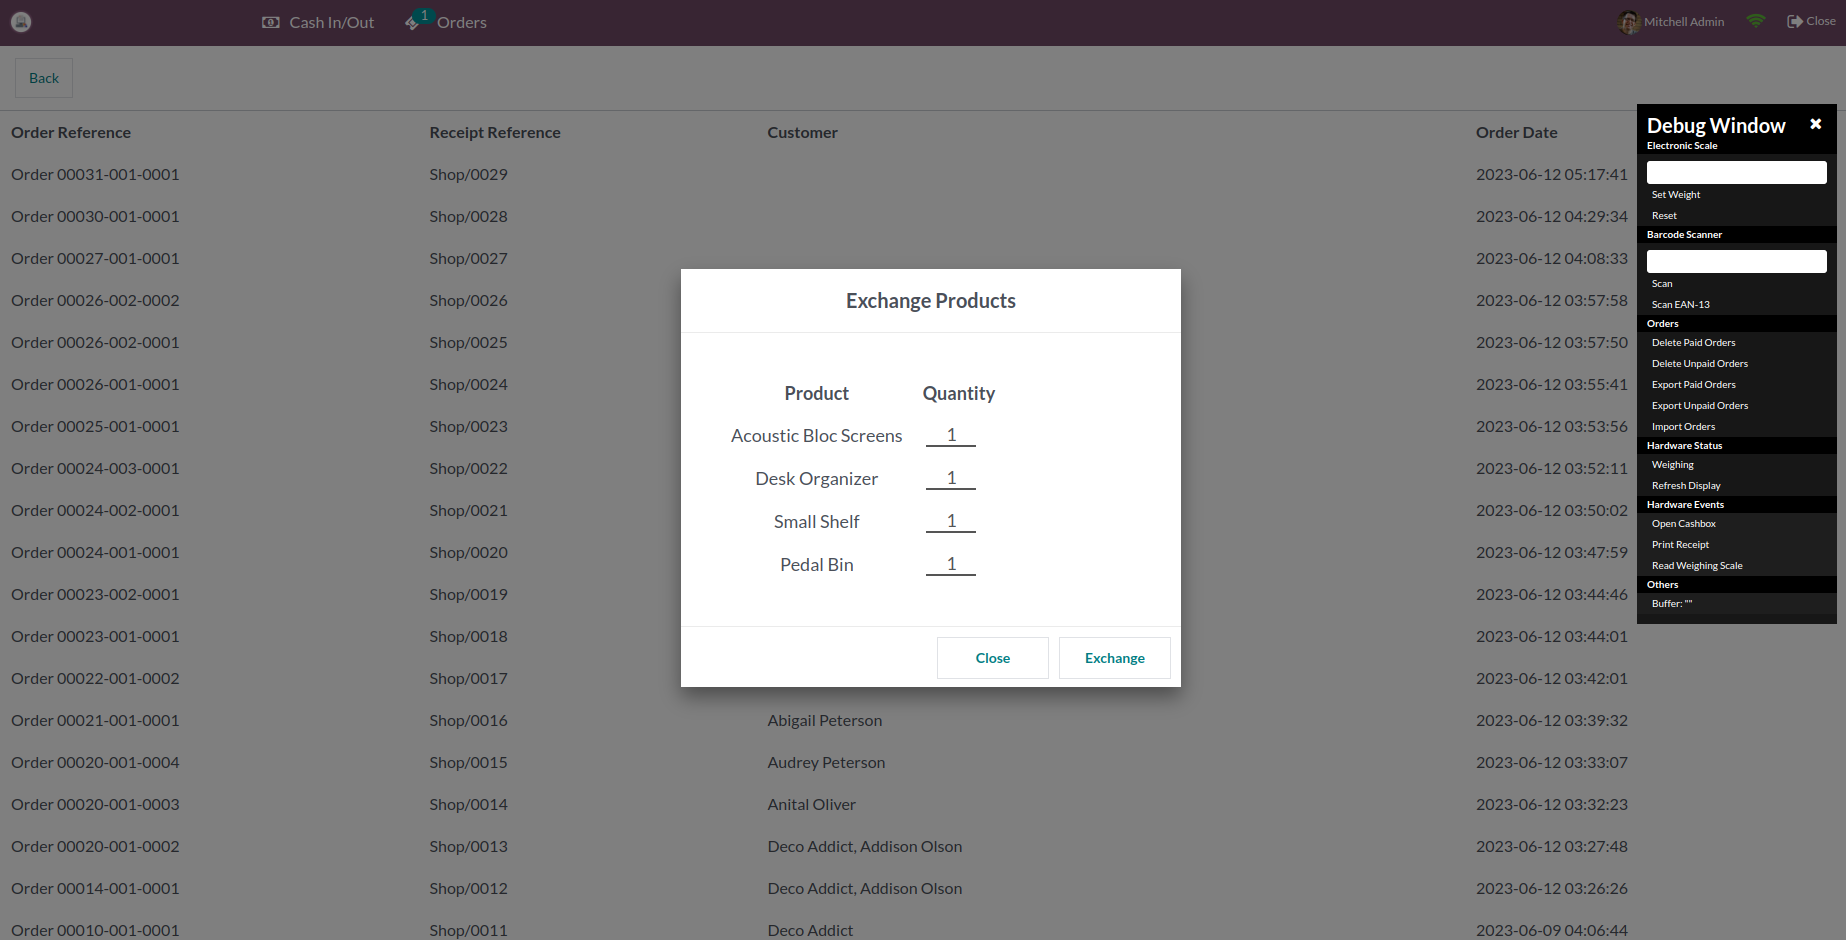 Cash In/Out 1 Orders Mitchell Admin Close
Back
Order Reference Receipt Reference Customer Order Date
Order 00031-001-0001 Shop/0029 2023-06-12 05:17:41
Order 00030-001-0001 Shop/0028 2023-06-12 04:29:34
Order 00027-001-0001 Shop/0027 2023-06-12 04:08:33
Order 00026-002-0002 Shop/0026 2023-06-12 03:57:58
Order 00026-002-0001 Shop/0025 2023-06-12 03:57:50
Order 00026-001-0001 Shop/0024 2023-06-12 03:55:41
Order 00025-001-0001 Shop/0023 2023-06-12 03:53:56
Order 00024-003-0001 Shop/0022 2023-06-12 03:52:11
Order 00024-002-0001 Shop/0021 2023-06-12 03:50:02
Order 00024-001-0001 Shop/0020 2023-06-12 03:47:59
Order 00023-002-0001 Shop/0019 2023-06-12 03:44:46
Order 00023-001-0001 Shop/0018 2023-06-12 03:44:01
Order 00022-001-0002 Shop/0017 2023-06-12 03:42:01
Order 00021-001-0001 Shop/0016 Abigail Peterson 2023-06-12 03:39:32
Order 00020-001-0004 Shop/0015 Audrey Peterson 2023-06-12 03:33:07
Order 00020-001-0003 Shop/0014 Anital Oliver 2023-06-12 03:32:23
Order 00020-001-0002 Shop/0013 Deco Addict, Addison Olson 2023-06-12 03:27:48
Order 00014-001-0001 Shop/0012 Deco Addict, Addison Olson 2023-06-12 03:26:26
Order 00010-001-0001 Shop/0011 Deco Addict 2023-06-09 04:06:44
Exchange Products
Product Quantity
Acoustic Bloc Screens 1
Desk Organizer 1
Small Shelf 1
Pedal Bin 1
Close Exchange
Debug Window
Electronic Scale
Set Weight
Reset
Barcode Scanner
Scan
Scan EAN-13
Orders
Delete Paid Orders
Delete Unpaid Orders
Export Paid Orders
Export Unpaid Orders
Import Orders
Hardware Status
Weighing
Refresh Display
Hardware Events
Open Cashbox
Print Receipt
Read Weighing Scale
Others
Buffer: ""